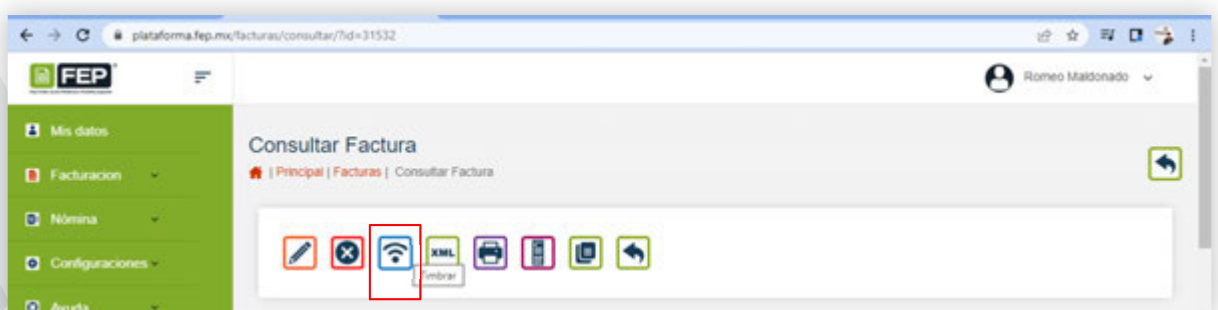 plataforma.fep.mx/facturas/consultar/?id=31532
FEP
Romeo Maldonado
Mis datos
Consultar Factura
| Principal | Facturas | Consultar Factura
Facturacion
Nómina
XML
Timbrar
Configuraciones
Ayuda